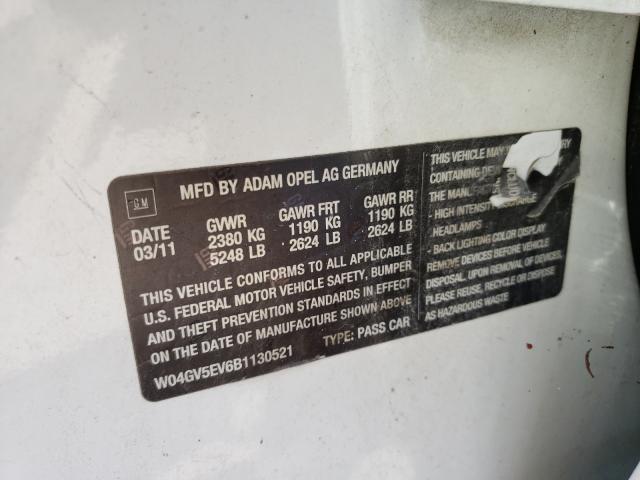 GM
MFD BY ADAM OPEL AG GERMANY
DATE GVWR GAWR FRT GAWR RR
03/11 2380 KG 1190 KG 1190 KG
5248 LB 2624 LB 2624 LB
THIS VEHICLE CONFORMS TO ALL APPLICABLE
U.S. FEDERAL MOTOR VEHICLE SAFETY, BUMPER
AND THEFT PREVENTION STANDARDS IN EFFECT
ON THE DATE OF MANUFACTURE SHOWN ABOVE
W04GV5EV6B1130521 TYPE: PASS CAR
THIS VEHICLE MAY
CONTAINING
THE
- HIGH
HEADLAMPS
- BACK LIGHTING COLOR DISPLAY
REMOVE DEVICES BEFORE VEHICLE
DISPOSAL. UPON REMOVAL OF DEVICES,
PLEASE REUSE, RECYCLE OR DISPOSE
AS HAZARDOUS WASTE